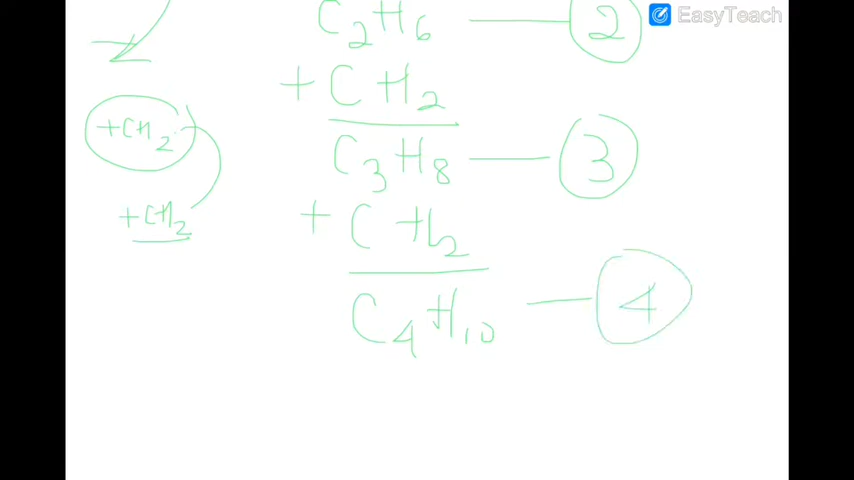 EasyTeach
C2H6 — 2
+ CH2
C3H8 — 3
+ CH2
C4H10 — 4
+CH2
+CH2